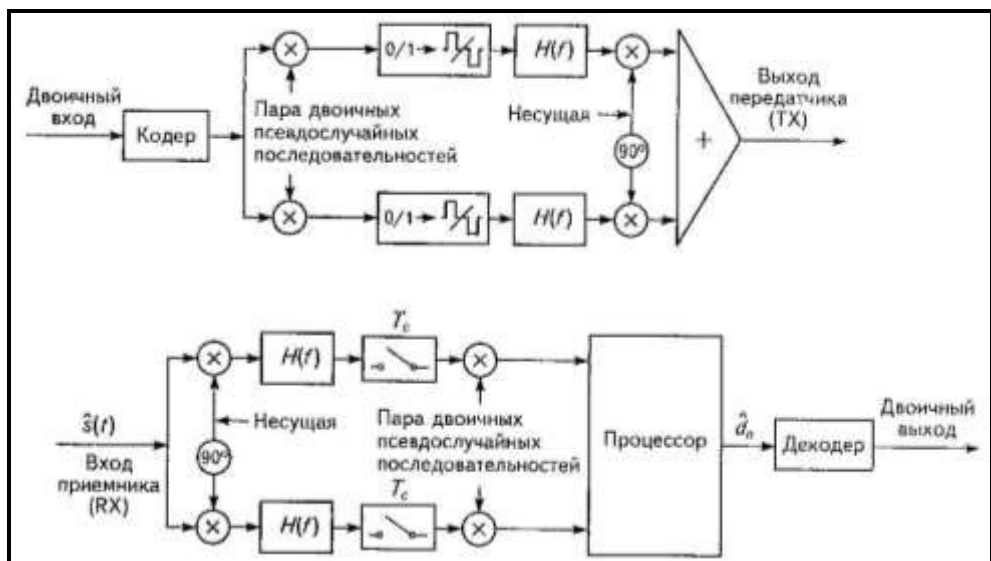 Двоичный
вход
Кодер
Пара двоичных
псевдослучайных
последовательностей
0/1
H(f)
Несущая
90°
+
Выход
передатчика
(TX)
0/1
H(f)
ŝ(t)
Вход
приемника
(RX)
Несущая
90°
H(f)
T_c
Пара двоичных
псевдослучайных
последовательностей
H(f)
T_c
Процессор
d̂_n
Декодер
Двоичный
выход